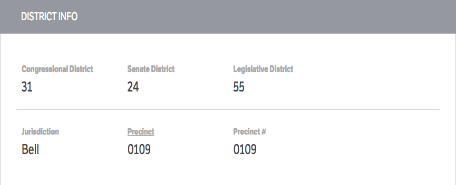 DISTRICT INFO
Congressional District Senate District Legislative District
31 24 55
Jurisdiction Precinct Precinct #
Bell 0109 0109